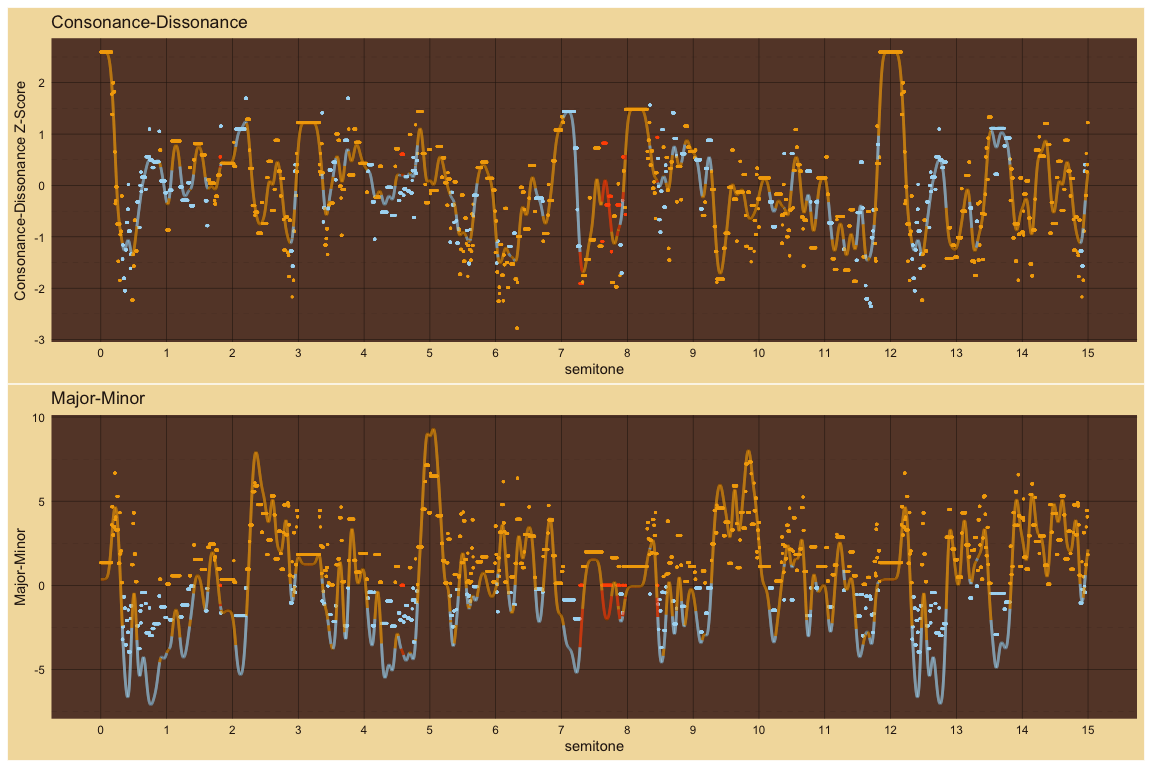 Consonance-Dissonance
Consonance-Dissonance Z-Score
2
1
0
-1
-2
-3
0 1 2 3 4 5 6 7 8 9 10 11 12 13 14 15
semitone
Major-Minor
Major-Minor
10
5
0
-5
0 1 2 3 4 5 6 7 8 9 10 11 12 13 14 15
semitone